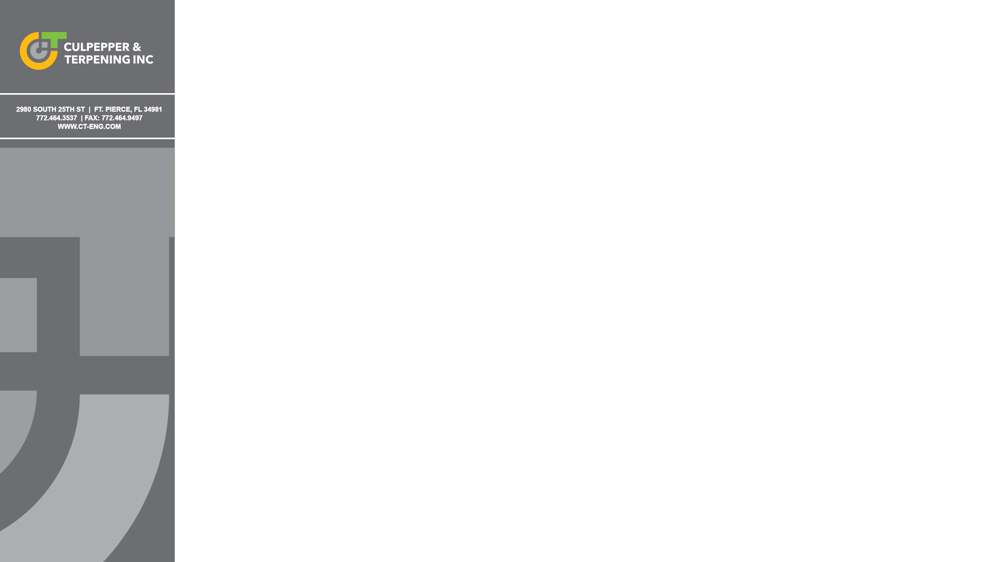 CULPEPPER &
TERPENING INC
2980 SOUTH 25TH ST | FT. PIERCE, FL 34981
772.464.3537 | FAX: 772.464.9497
WWW.CT-ENG.COM